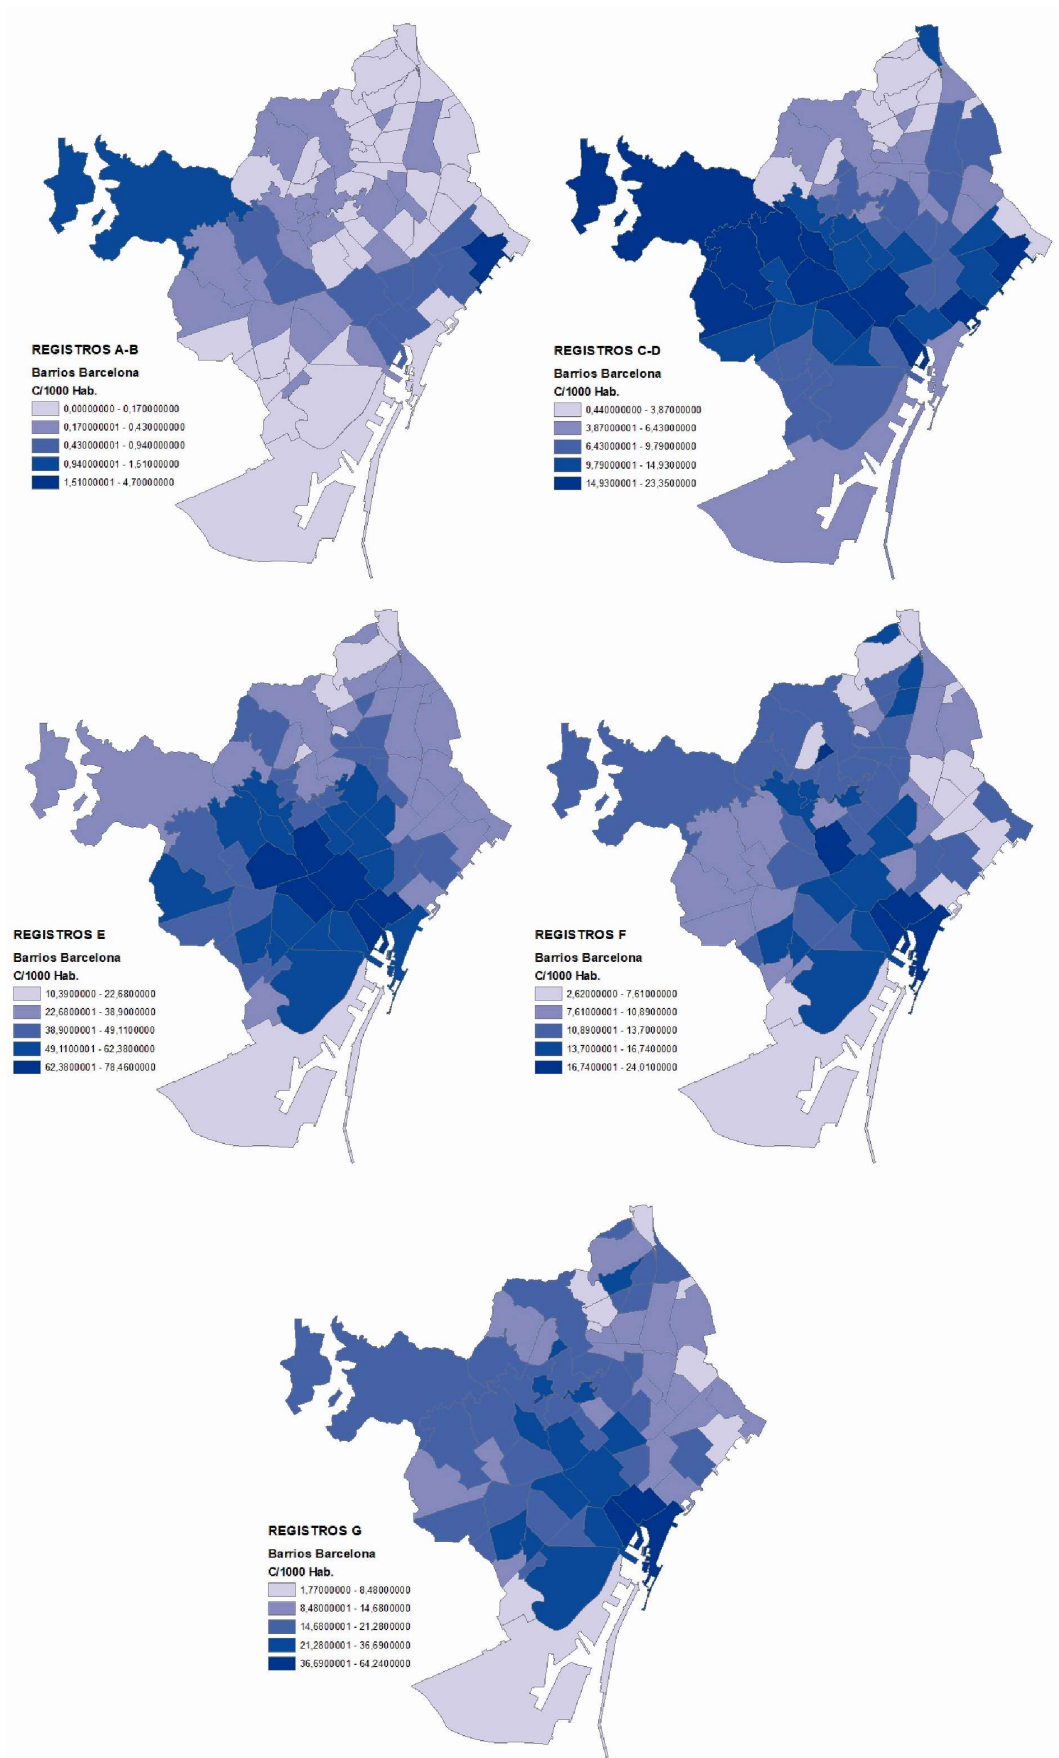 REGISTROS A-B
Barrios Barcelona
C/1000 Hab.
0,00000000 - 0,170000000
0,170000001 - 0,430000000
0,430000001 - 0,940000000
0,940000001 - 1,51000000
1,51000001 - 4,70000000
REGISTROS C-D
Barrios Barcelona
C/1000 Hab.
0,440000000 - 3,87000000
3,87000001 - 6,43000000
6,43000001 - 9,79000000
9,79000001 - 14,9300000
14,9300001 - 23,3500000
REGISTROS E
Barrios Barcelona
C/1000 Hab.
10,3900000 - 22,6800000
22,6800001 - 38,9000000
38,9000001 - 49,1100000
49,1100001 - 62,3800000
62,3800001 - 78,4600000
REGISTROS F
Barrios Barcelona
C/1000 Hab.
2,62000000 - 7,61000000
7,61000001 - 10,8900000
10,8900001 - 13,7000000
13,7000001 - 16,7400000
16,7400001 - 24,0100000
REGISTROS G
Barrios Barcelona
C/1000 Hab.
1,77000000 - 8,48000000
8,48000001 - 14,6800000
14,6800001 - 21,2800000
21,2800001 - 36,6900000
36,6900001 - 64,2400000